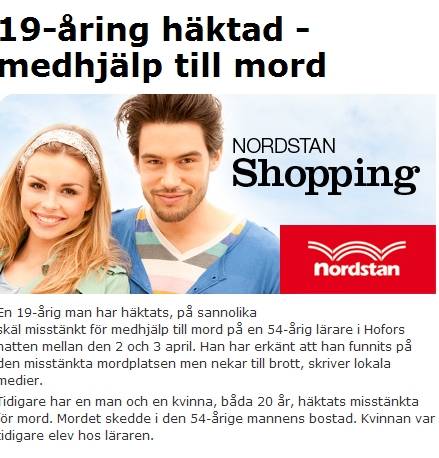 19-åring häktad -
medhjälp till mord
NORDSTAN
Shopping
nordstan
En 19-årig man har häktats, på sannolika
skäl misstänkt för medhjälp till mord på en 54-årig lärare i Hofors
natten mellan den 2 och 3 april. Han har erkänt att han funnits på
den misstänkta mordplatsen men nekar till brott, skriver lokala
medier.
Tidigare har en man och en kvinna, båda 20 år, häktats misstänkta
för mord. Mordet skedde i den 54-årige mannens bostad. Kvinnan var
tidigare elev hos läraren.